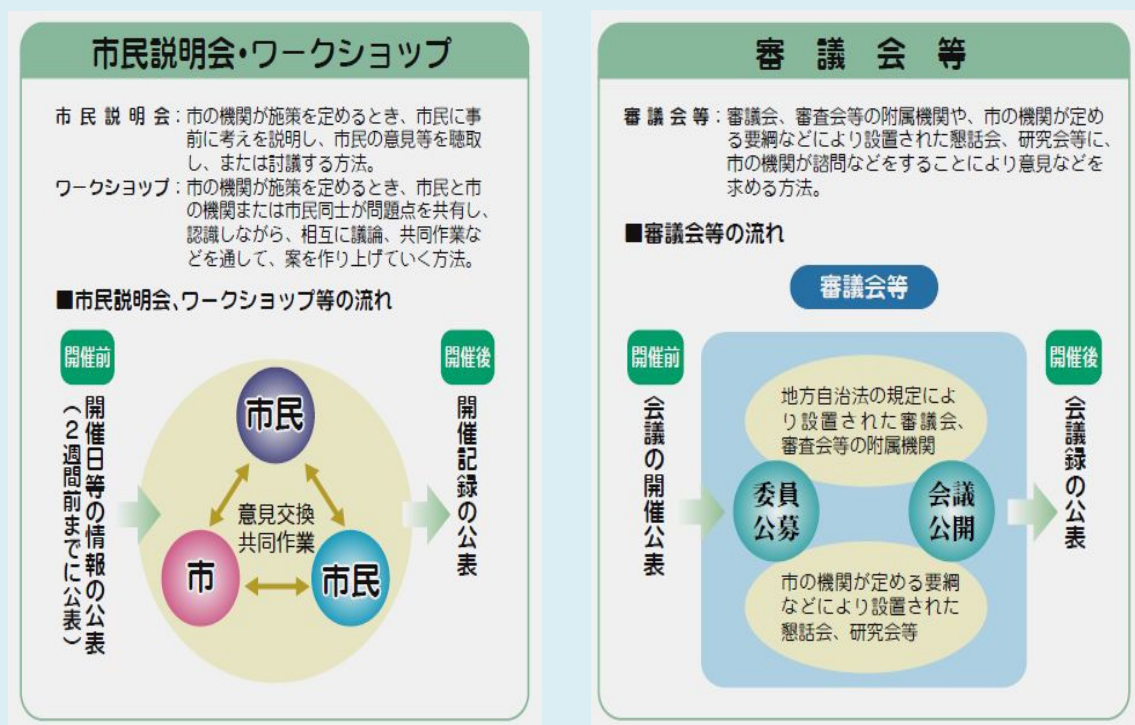 市民説明会・ワークショップ
市民説明会：市の機関が施策を定めるとき、市民に事
前に考えを説明し、市民の意見等を聴取
し、または討議する方法。
ワークショップ：市の機関が施策を定めるとき、市民と市
の機関または市民同士が問題点を共有し、
認識しながら、相互に議論、共同作業な
どを通して、案を作り上げていく方法。
■市民説明会、ワークショップ等の流れ
開催前
開催日等の情報の公表
（2週間前までに公表）
市民
意見交換
共同作業
市
市民
開催後
開催記録の公表
審議会等
審議会等：審議会、審査会等の附属機関や、市の機関が定め
る要綱などにより設置された懇話会、研究会等に、
市の機関が諮問などをすることにより意見などを
求める方法。
■審議会等の流れ
審議会等
開催前
会議の開催公表
地方自治法の規定によ
り設置された審議会、
審査会等の附属機関
委員
公募
会議
公開
市の機関が定める要綱
などにより設置された
懇話会、研究会等
開催後
会議録の公表